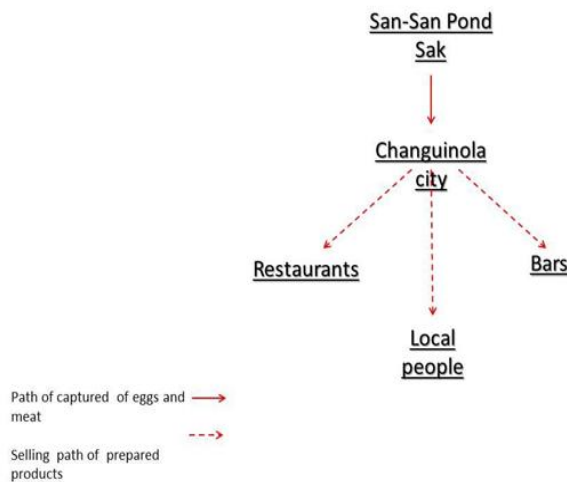 San-San Pond
Sak
Changuinola
city
Restaurants
Bars
Local
people
Path of captured of eggs and
meat
Selling path of prepared
products